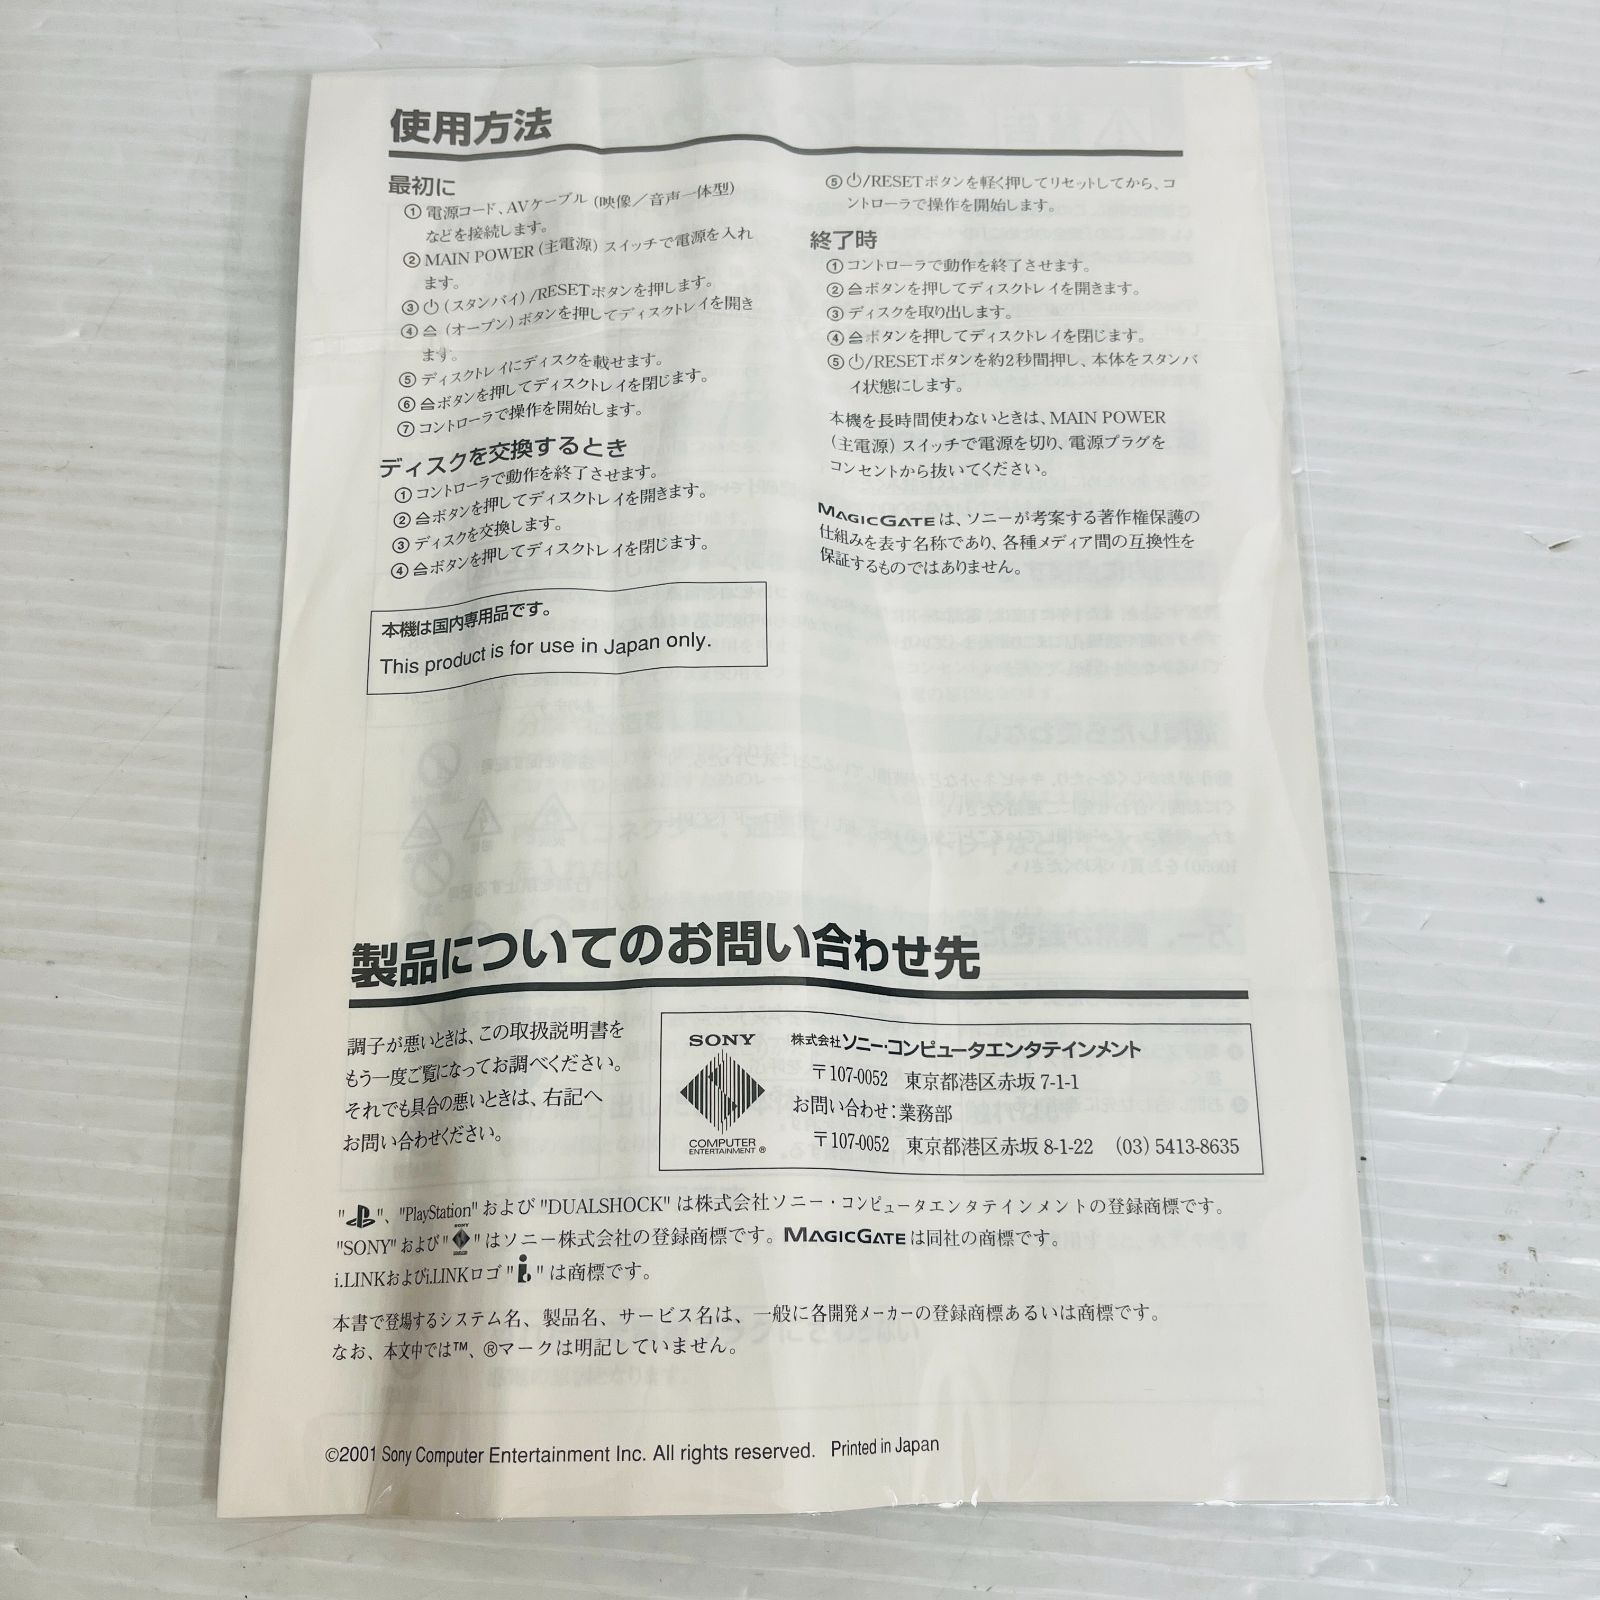 使用方法
最初に
① 電源コード、AVケーブル(映像／音声一体型)
などを接続します。
② MAIN POWER(主電源)スイッチで電源を入れ
ます。
③ ⏻(スタンバイ)/RESETボタンを押します。
④ ⏏(オープン)ボタンを押してディスクトレイを開き
ます。
⑤ ディスクトレイにディスクを載せます。
⑥ ⏏ボタンを押してディスクトレイを閉じます。
⑦ コントローラで操作を開始します。
ディスクを交換するとき
① コントローラで動作を終了させます。
② ⏏ボタンを押してディスクトレイを開きます。
③ ディスクを交換します。
④ ⏏ボタンを押してディスクトレイを閉じます。
本機は国内専用品です。
This product is for use in Japan only.
⑤ ⏻/RESETボタンを軽く押してリセットしてから、コ
ントローラで操作を開始します。
終了時
① コントローラで動作を終了させます。
② ⏏ボタンを押してディスクトレイを開きます。
③ ディスクを取り出します。
④ ⏏ボタンを押してディスクトレイを閉じます。
⑤ ⏻/RESETボタンを約2秒間押し、本体をスタンバ
イ状態にします。
本機を長時間使わないときは、MAIN POWER
(主電源)スイッチで電源を切り、電源プラグを
コンセントから抜いてください。
MAGICGATEは、ソニーが考案する著作権保護の
仕組みを表す名称であり、各種メディア間の互換性を
保証するものではありません。
製品についてのお問い合わせ先
調子が悪いときは、この取扱説明書を
もう一度ご覧になってお調べください。
それでも具合の悪いときは、右記へ
お問い合わせください。
SONY
COMPUTER
ENTERTAINMENT ®
株式会社ソニー・コンピュータエンタテインメント
〒107-0052 東京都港区赤坂 7-1-1
お問い合わせ：業務部
〒107-0052 東京都港区赤坂 8-1-22 (03) 5413-8635
" "、"PlayStation"および"DUALSHOCK"は株式会社ソニー・コンピュータエンタテインメントの登録商標です。
"SONY"および" "はソニー株式会社の登録商標です。MAGICGATEは同社の商標です。
i.LINKおよびi.LINKロゴ" "は商標です。
本書で登場するシステム名、製品名、サービス名は、一般に各開発メーカーの登録商標あるいは商標です。
なお、本文中では™、®マークは明記していません。
©2001 Sony Computer Entertainment Inc. All rights reserved. Printed in Japan